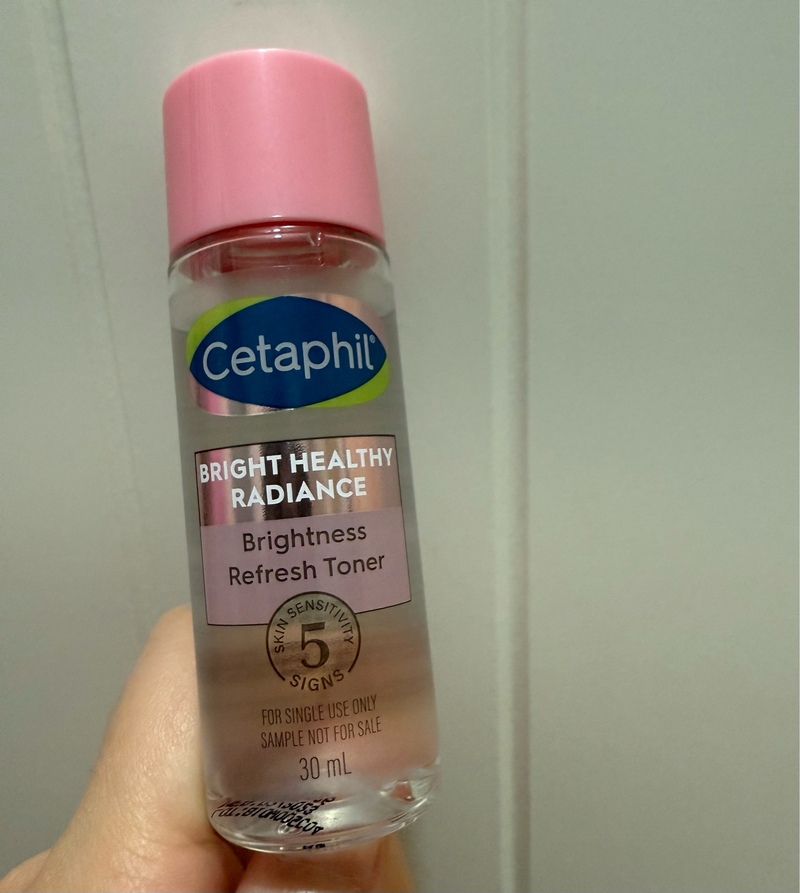 Cetaphil®
BRIGHT HEALTHY
RADIANCE
Brightness
Refresh Toner
SKIN SENSITIVITY
5
SIGNS
FOR SINGLE USE ONLY
SAMPLE NOT FOR SALE
30 mL